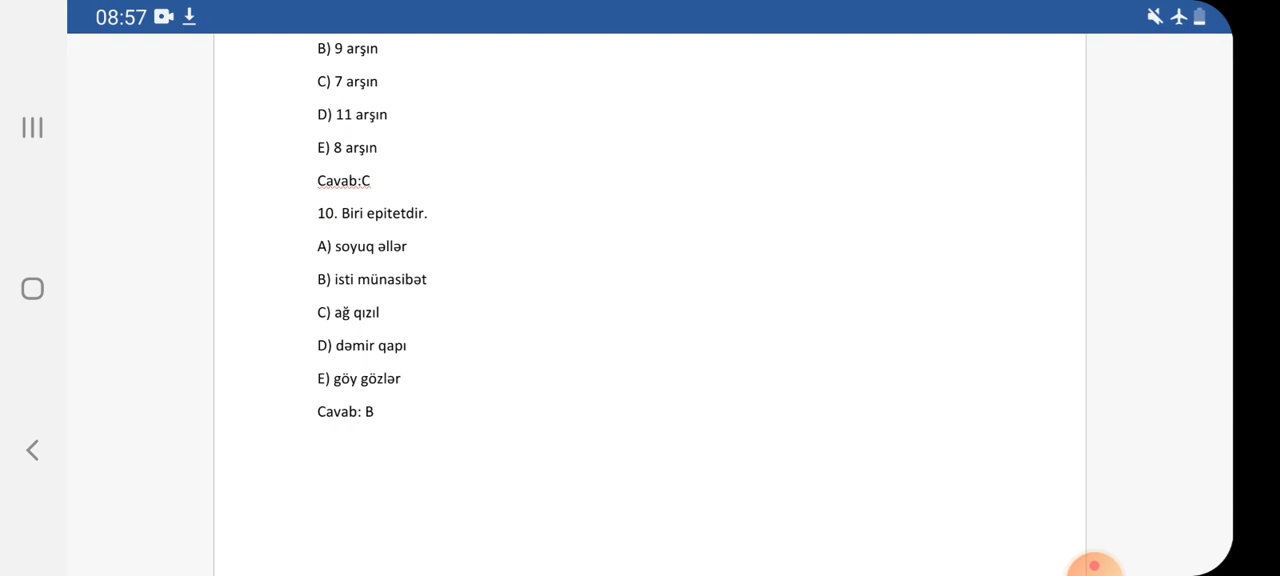 08:57
B) 9 arşın
C) 7 arşın
D) 11 arşın
E) 8 arşın
Cavab:C
10. Biri epitetdir.
A) soyuq əllər
B) isti münasibət
C) ağ qızıl
D) dəmir qapı
E) göy gözlər
Cavab: B